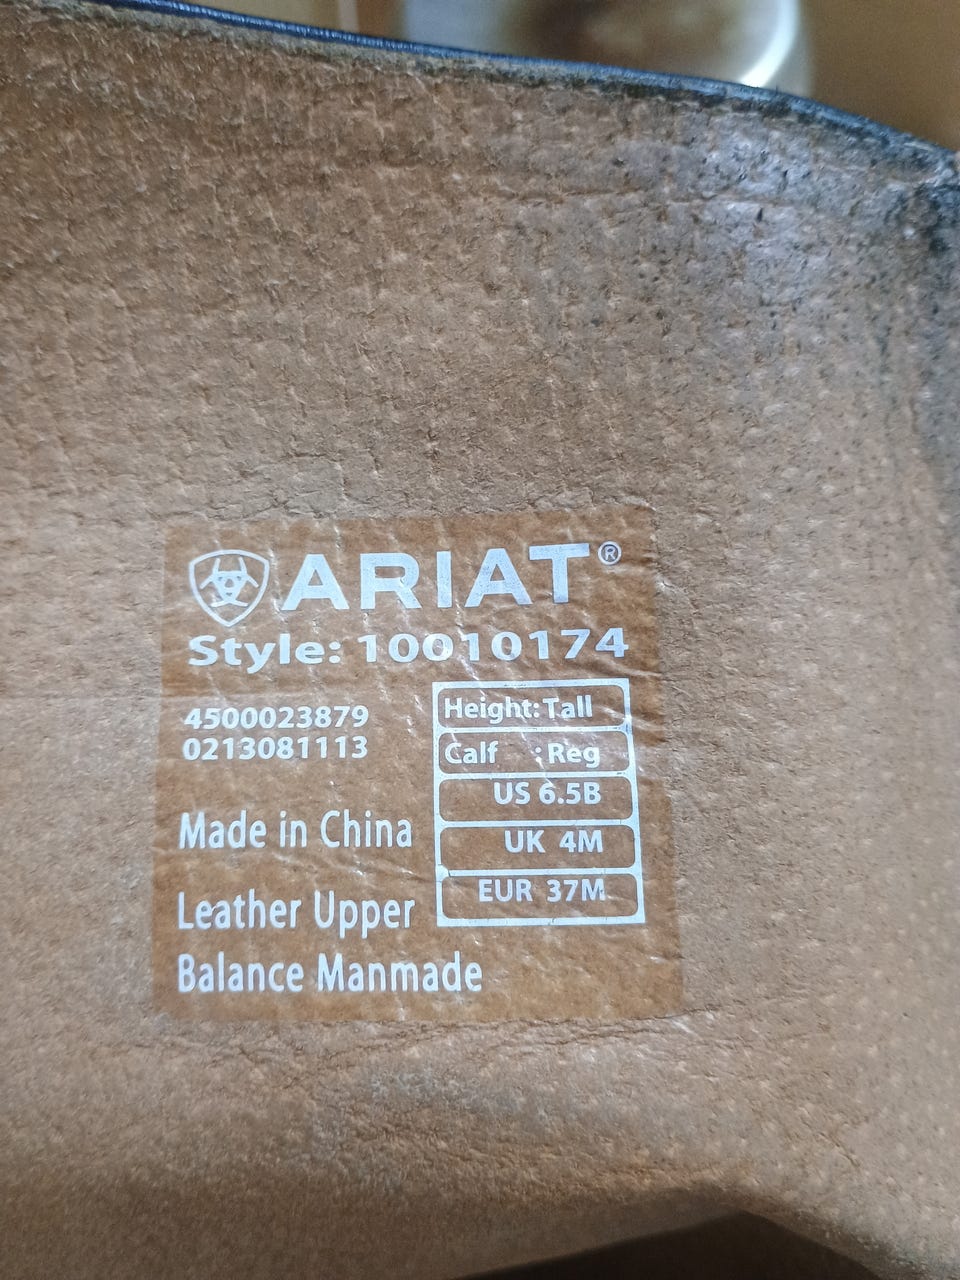 ARIAT®
Style: 10010174
4500023879
0213081113
Height: Tall
Calf : Reg
US 6.5B
UK 4M
EUR 37M
Made in China
Leather Upper
Balance Manmade